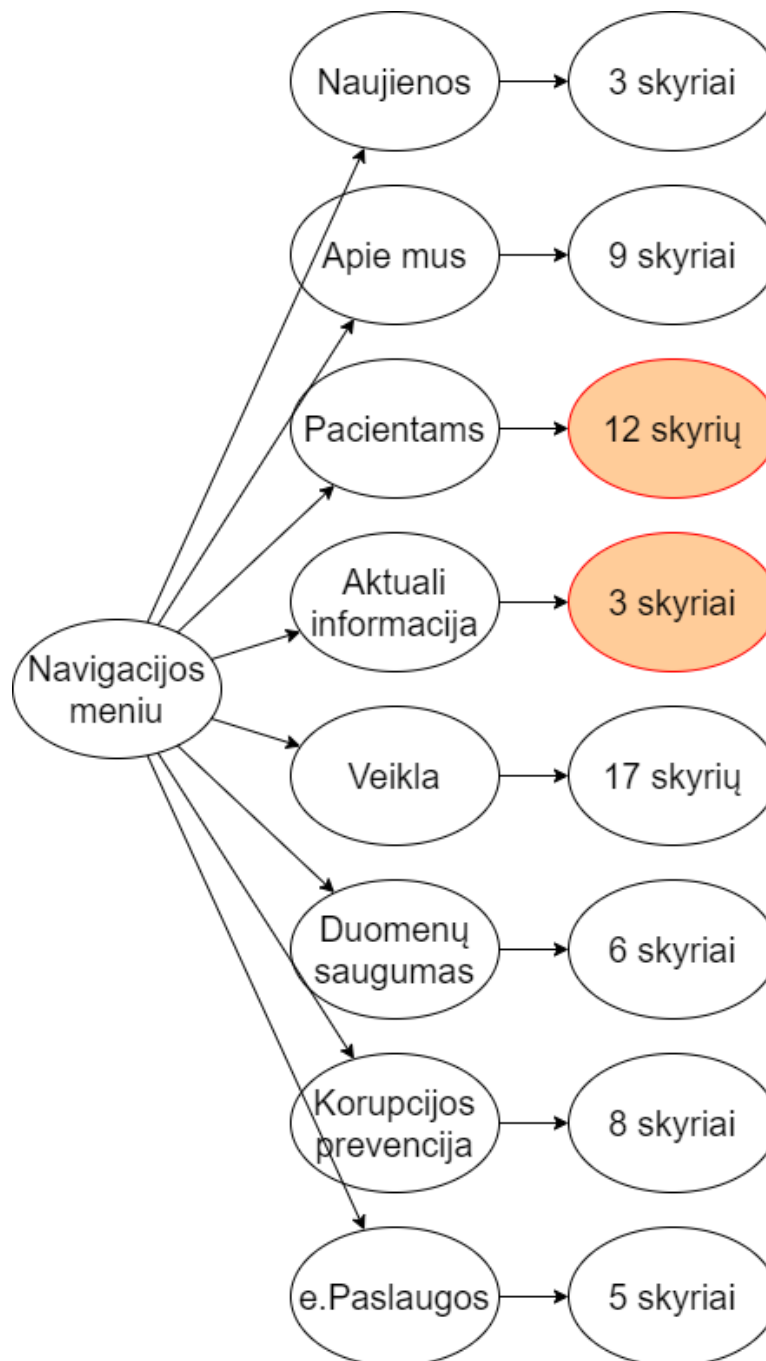 Naujienos
3 skyriai
Apie mus
9 skyriai
Pacientams
12 skyrių
Aktuali
informacija
3 skyriai
Navigacijos
meniu
Veikla
17 skyrių
Duomenų
saugumas
6 skyriai
Korupcijos
prevencija
8 skyriai
e.Paslaugos
5 skyriai